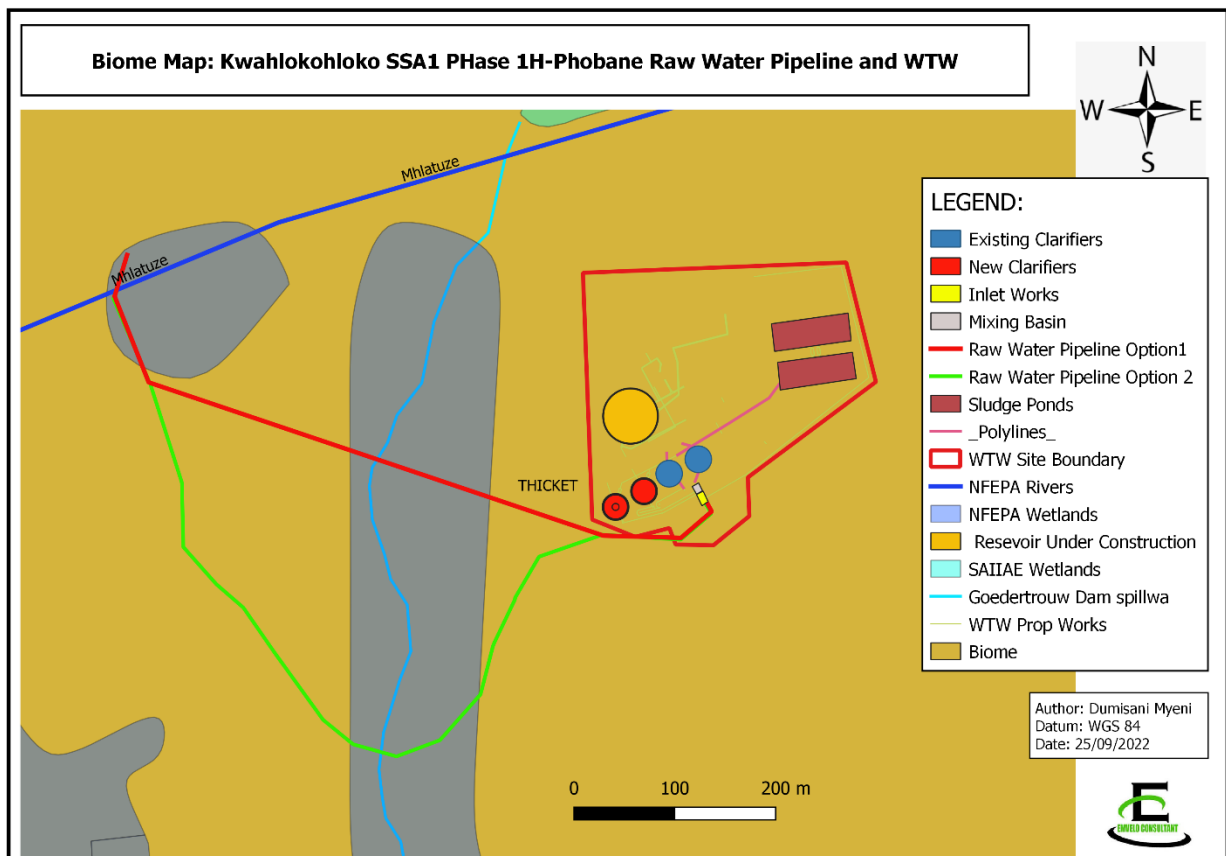 Biome Map: Kwahlokohloko SSA1 PHase 1H-Phobane Raw Water Pipeline and WTW
N
W
E
S
Mhlatuze
Mhlatuze
THICKET
LEGEND:
Existing Clarifiers
New Clarifiers
Inlet Works
Mixing Basin
Raw Water Pipeline Option1
Raw Water Pipeline Option 2
Sludge Ponds
_Polylines_
WTW Site Boundary
NFEPA Rivers
NFEPA Wetlands
Resevoir Under Construction
SAIIAE Wetlands
Goedertrouw Dam spillwa
WTW Prop Works
Biome
0 100 200 m
Author: Dumisani Myeni
Datum: WGS 84
Date: 25/09/2022
E
EMVELO CONSULTANT